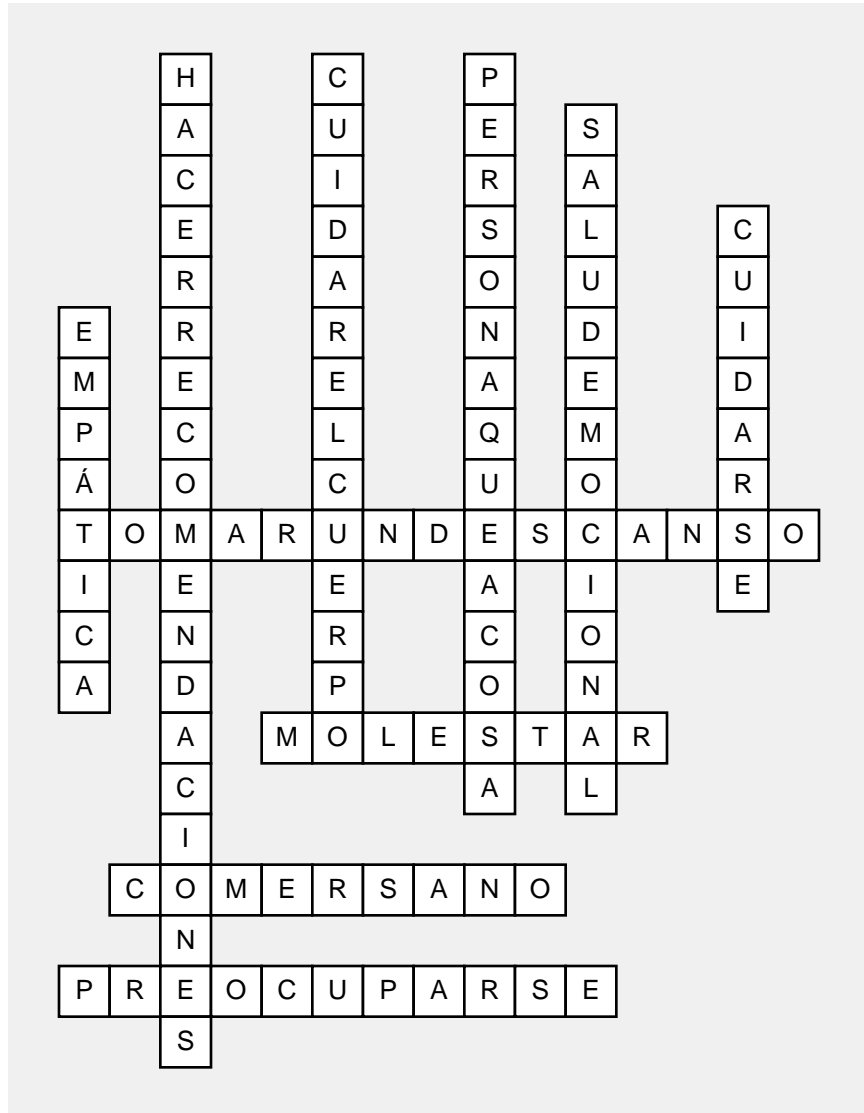 HACERRECOMENDACIONES
CUIDARELCUERPO
PERSONAQUEACOSA
SALUDEMOCIONAL
CUIDARSE
EMPÁTICA
TOMARUNDESCANSO
MOLESTAR
COMERSANO
PREOCUPARSE